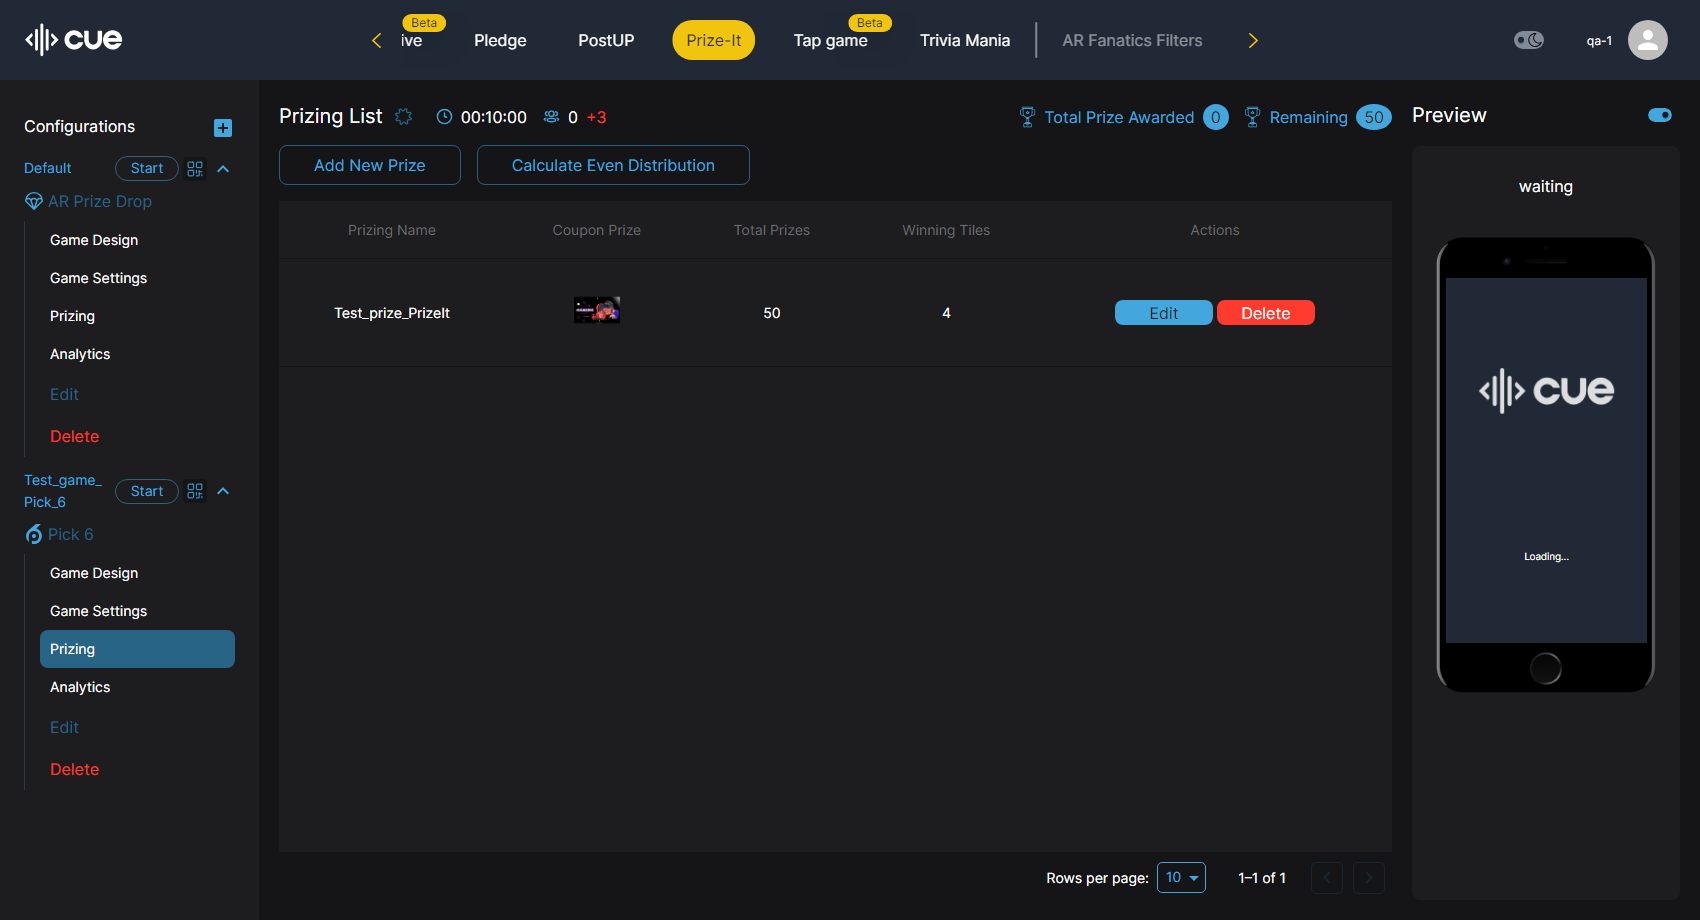 cue
Beta
ive
Pledge
PostUP
Prize-It
Beta
Tap game
Trivia Mania
AR Fanatics Filters
qa-1
Configurations
Default
Start
AR Prize Drop
Game Design
Game Settings
Prizing
Analytics
Edit
Delete
Test_game_
Pick_6
Start
Pick 6
Game Design
Game Settings
Prizing
Analytics
Edit
Delete
Prizing List
00:10:00
0 +3
Total Prize Awarded 0
Remaining 50
Add New Prize
Calculate Even Distribution
Prizing Name
Coupon Prize
Total Prizes
Winning Tiles
Actions
Test_prize_PrizeIt
50
4
Edit
Delete
Rows per page: 10
1–1 of 1
Preview
waiting
cue
Loading...